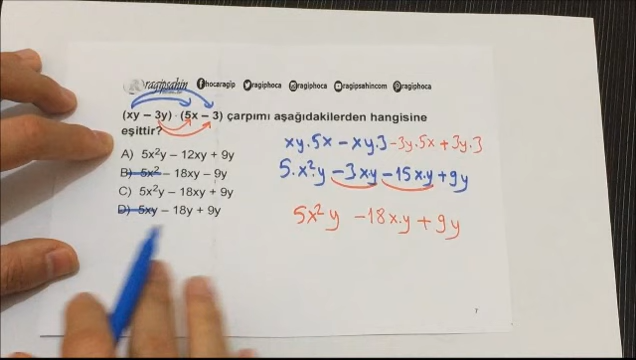 ragipsahin hocaragip ragiphoca ragiphoca ragipsahincom ragiphoca
(xy – 3y) · (5x – 3) çarpımı aşağıdakilerden hangisine
eşittir?
A) 5x²y – 12xy + 9y
B) 5x² – 18xy – 9y
C) 5x²y – 18xy + 9y
D) 5xy – 18y + 9y
xy.5x – xy.3 – 3y.5x + 3y.3
5.x².y – 3xy – 15x.y + 9y
5x²y – 18x.y + 9y